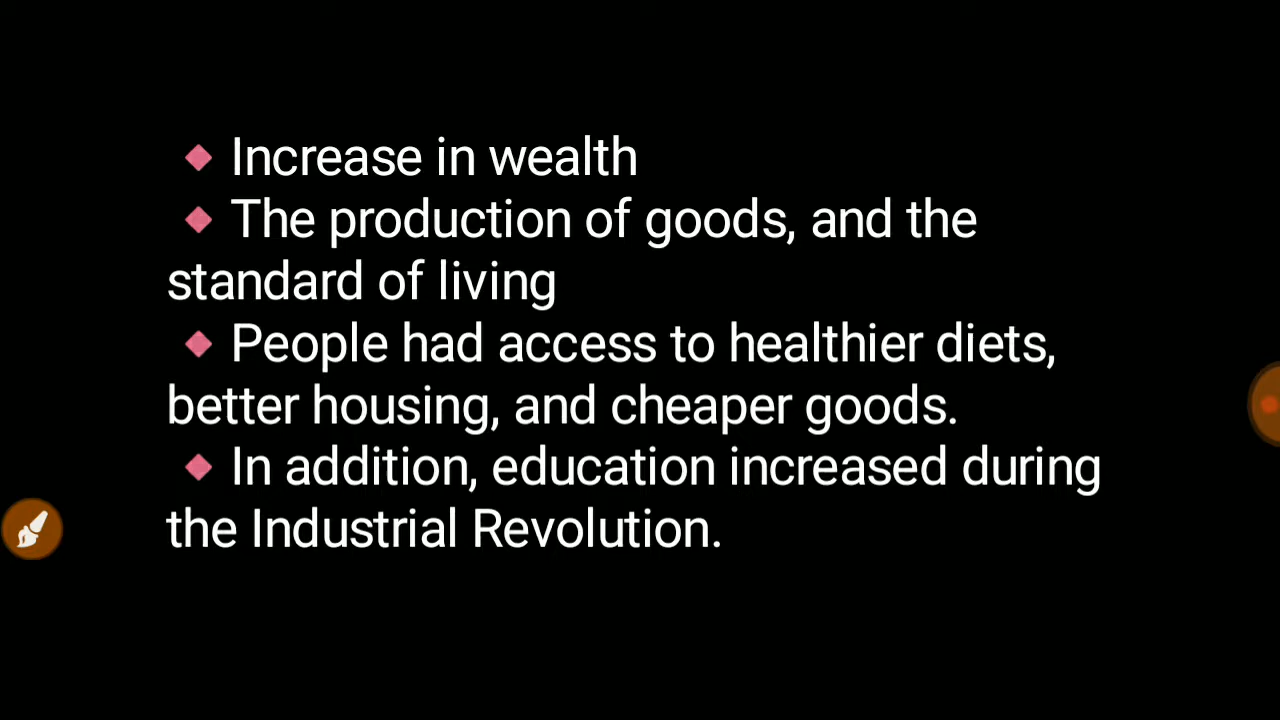 🔸 Increase in wealth
🔸 The production of goods, and the
standard of living
🔸 People had access to healthier diets,
better housing, and cheaper goods.
🔸 In addition, education increased during
the Industrial Revolution.